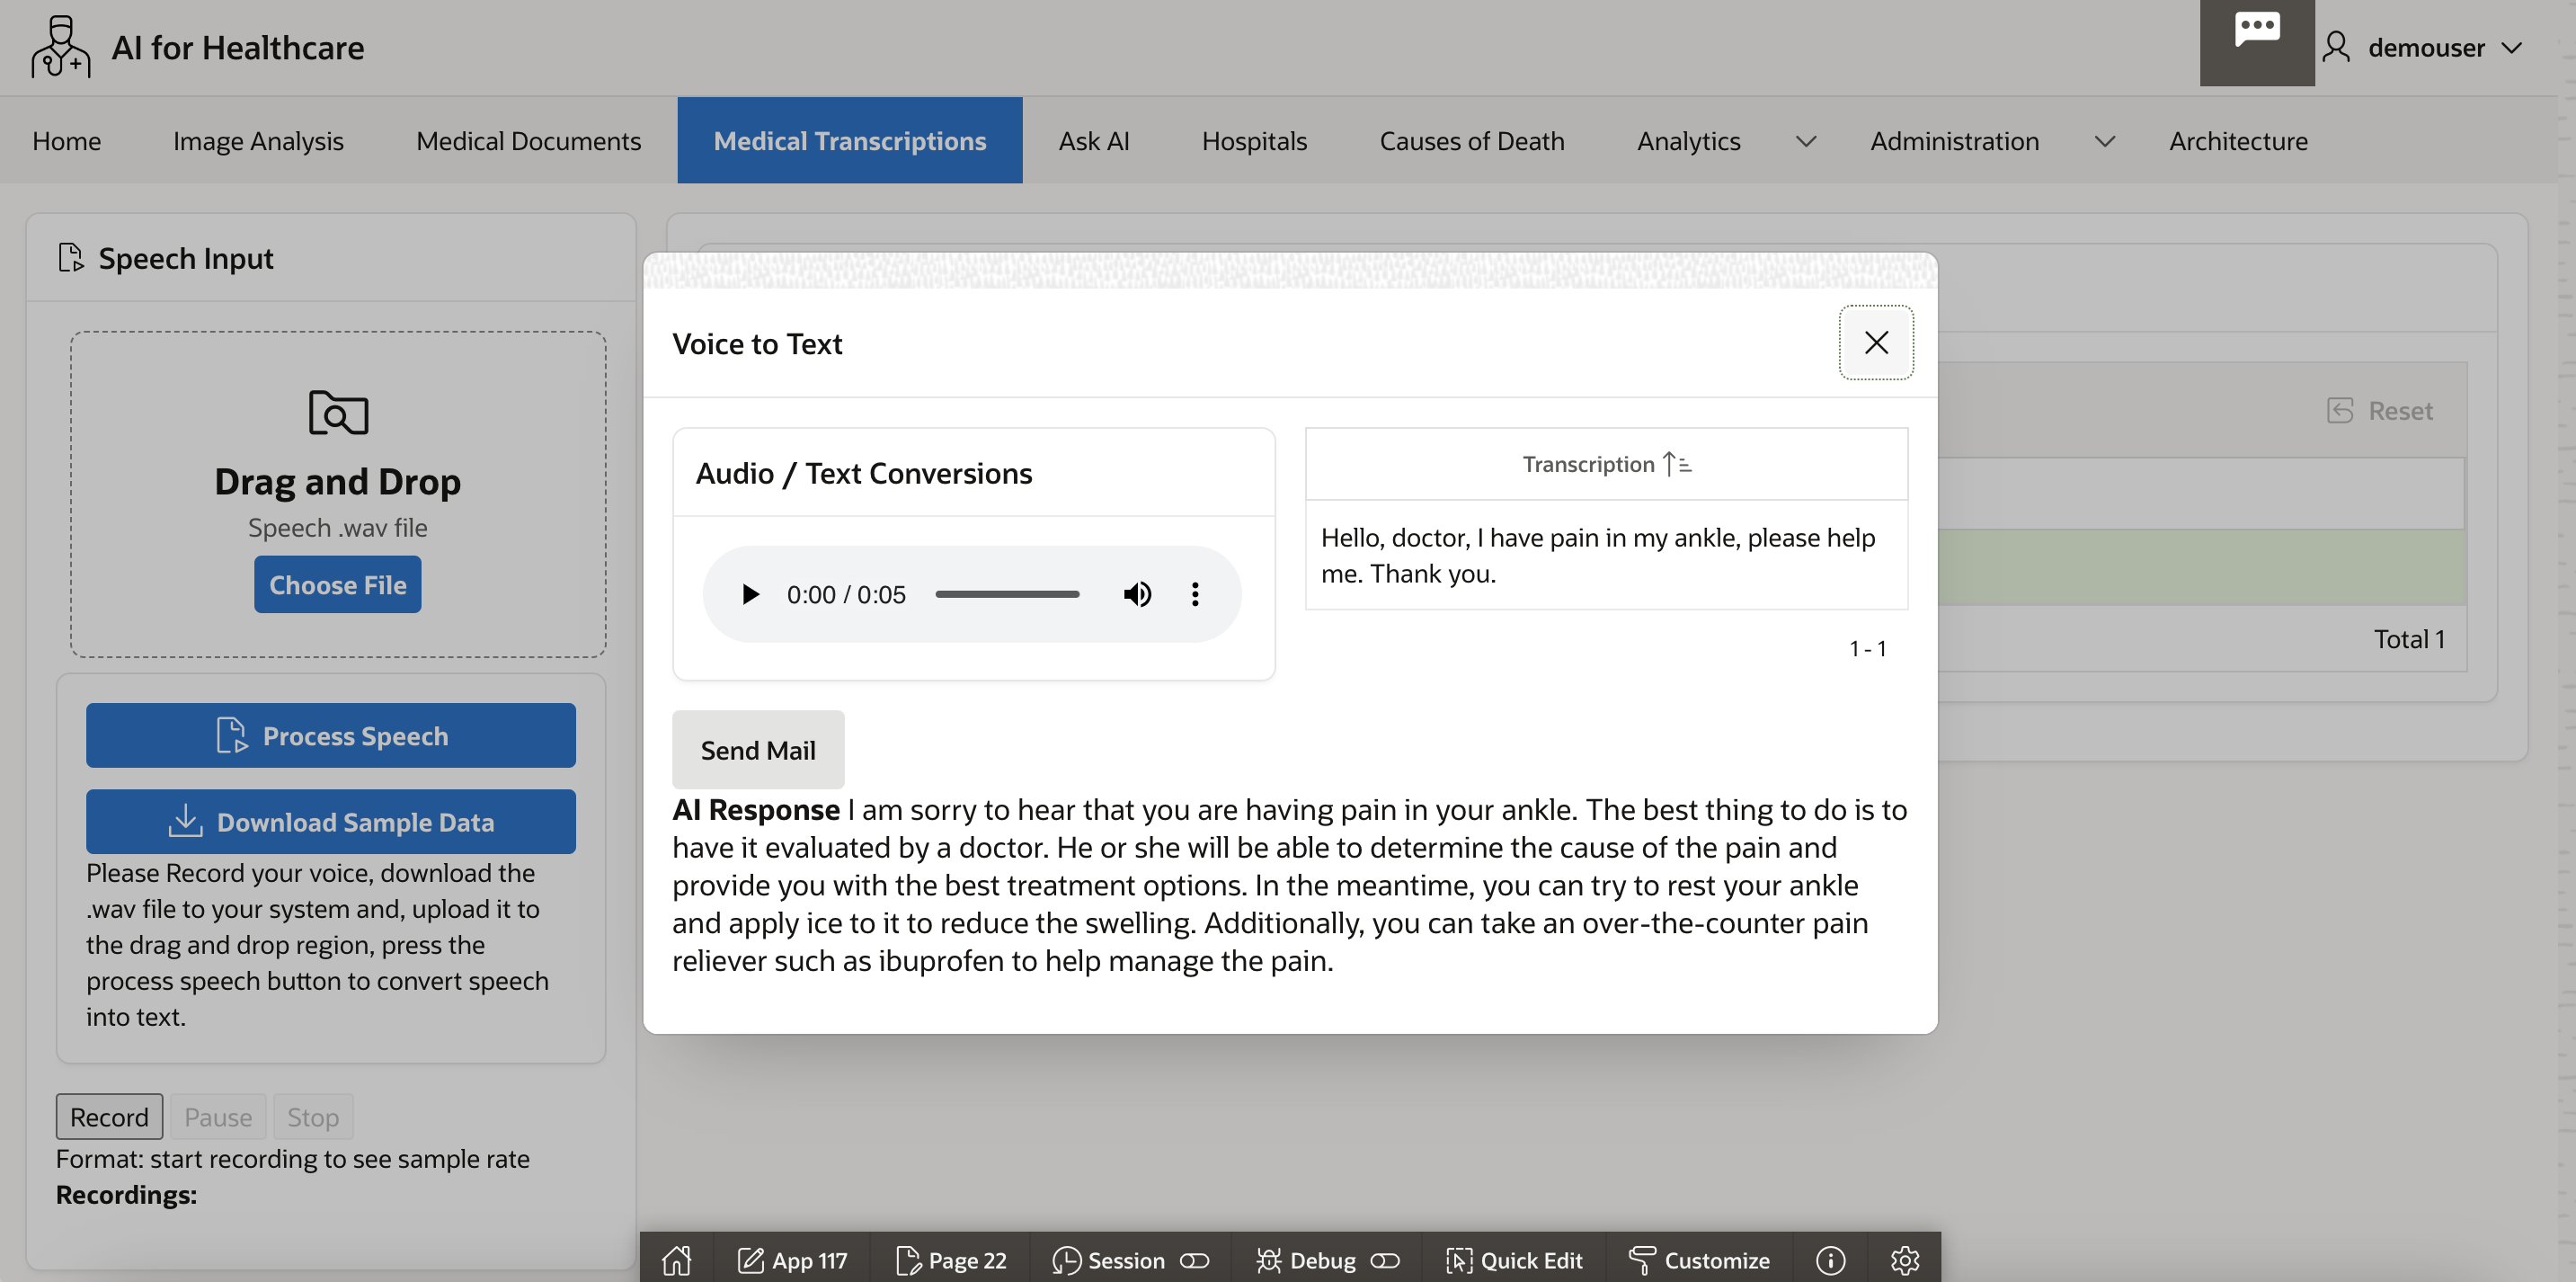 AI for Healthcare
demouser
Home Image Analysis Medical Documents Medical Transcriptions Ask AI Hospitals Causes of Death Analytics Administration Architecture
Speech Input
Drag and Drop
Speech .wav file
Choose File
Process Speech
Download Sample Data
Please Record your voice, download the
.wav file to your system and, upload it to
the drag and drop region, press the
process speech button to convert speech
into text.
Record Pause Stop
Format: start recording to see sample rate
Recordings:
Voice to Text
Audio / Text Conversions
0:00 / 0:05
Transcription
Hello, doctor, I have pain in my ankle, please help
me. Thank you.
1 - 1
Send Mail
AI Response I am sorry to hear that you are having pain in your ankle. The best thing to do is to
have it evaluated by a doctor. He or she will be able to determine the cause of the pain and
provide you with the best treatment options. In the meantime, you can try to rest your ankle
and apply ice to it to reduce the swelling. Additionally, you can take an over-the-counter pain
reliever such as ibuprofen to help manage the pain.
Reset
Total 1
App 117 Page 22 Session Debug Quick Edit Customize